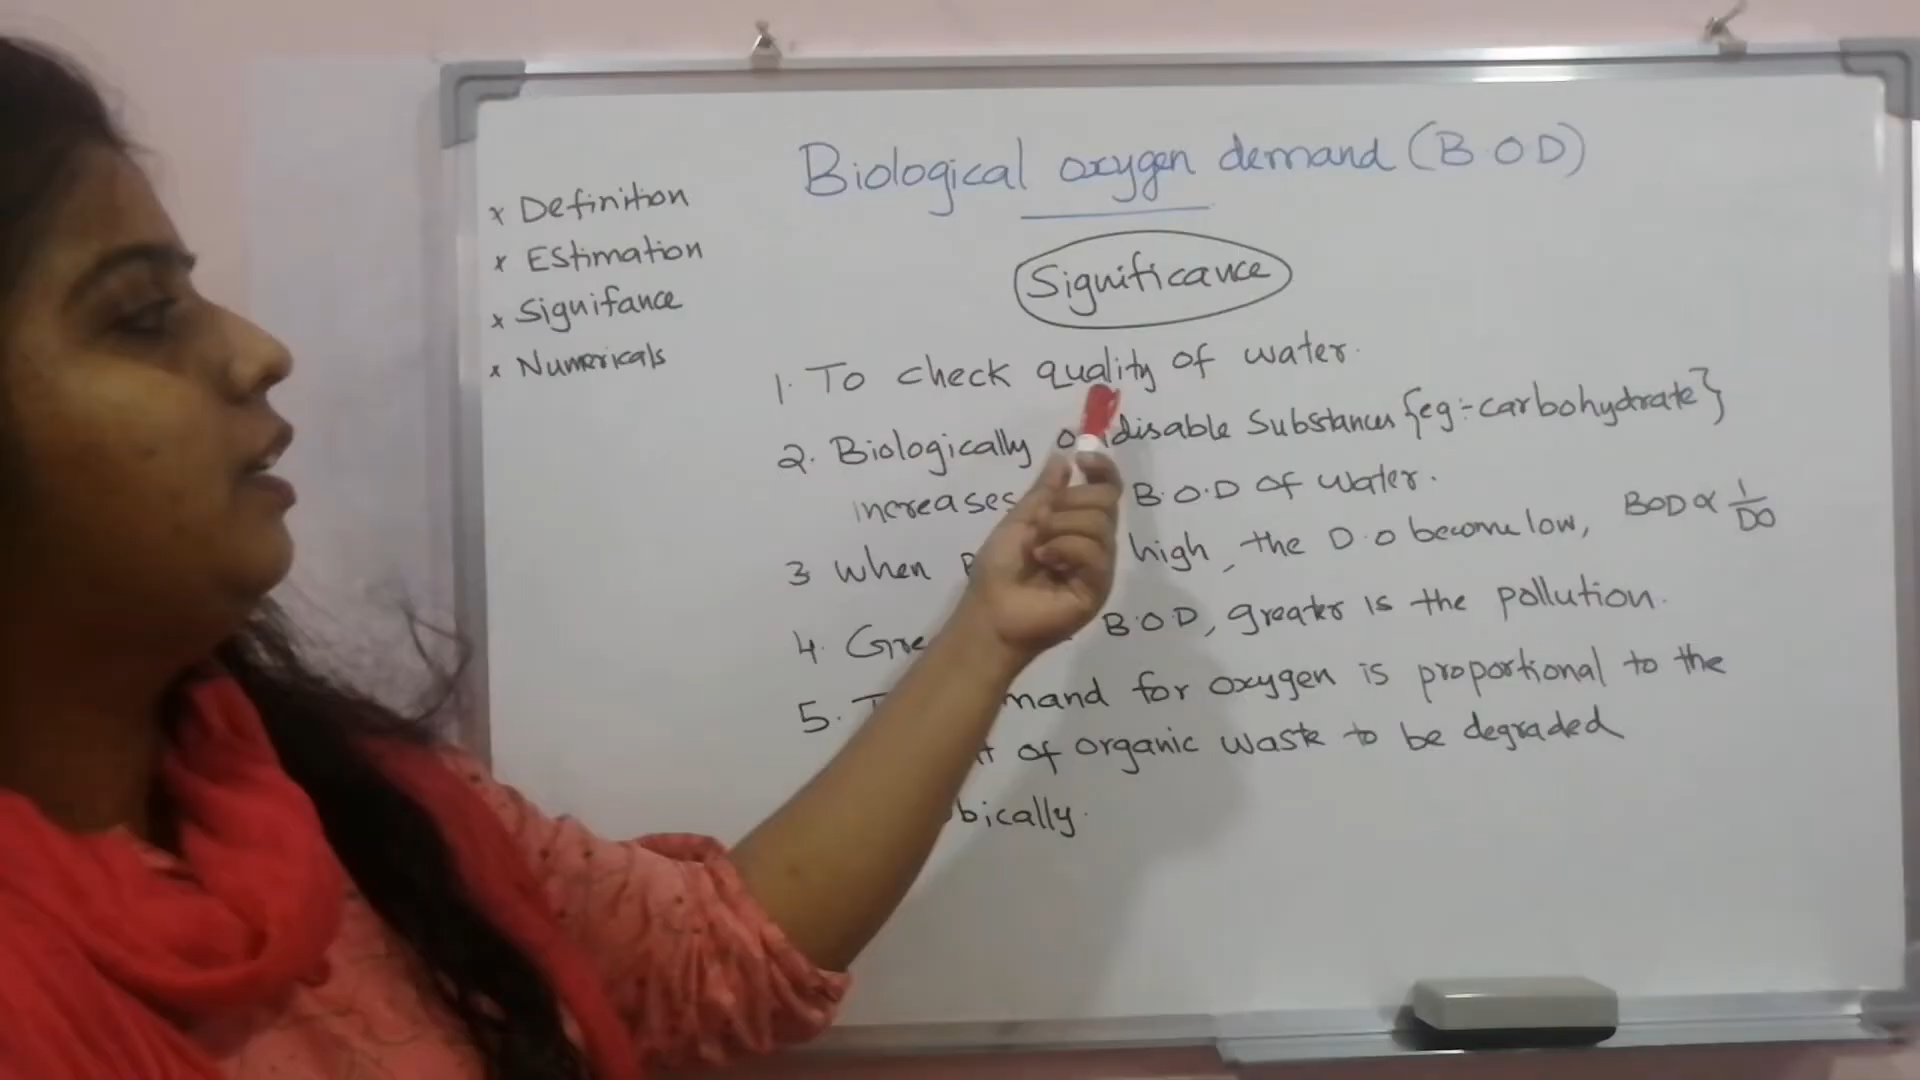 Biological oxygen demand (B.O.D)
x Definition
x EStimation
x Signifance
x Numericals
Significance
1. To check quality of water.
2. Biologically disable Substances {eg:- carbohydrate}
increases B.O.D of water.
3 when high, the D.O become low, BOD ∝ 1/DO
4. B.O.D, greater is the pollution.
5. for oxygen is proportional to the
of organic waste to be degraded